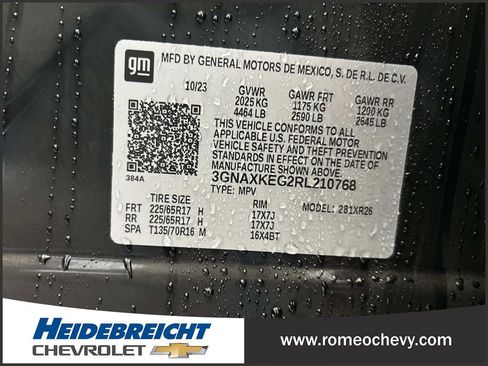 gm
MFD BY GENERAL MOTORS DE MEXICO, S. DE R.L. DE C.V.
10/23 GVWR GAWR FRT GAWR RR
2025 KG 1175 KG 1200 KG
4464 LB 2590 LB 2645 LB
THIS VEHICLE CONFORMS TO ALL
APPLICABLE U.S. FEDERAL MOTOR
VEHICLE SAFETY AND THEFT PREVENTION
STANDARDS IN EFFECT ON THE DATE OF
MANUFACTURE SHOWN ABOVE.
3GNAXKEG2RL210768
384A TYPE: MPV
TIRE SIZE RIM MODEL: 281XR26
FRT 225/65R17 H 17X7J
RR 225/65R17 H 17X7J
SPA T135/70R16 M 16X4BT
HEIDEBREICHT
CHEVROLET
www.romeochevy.com